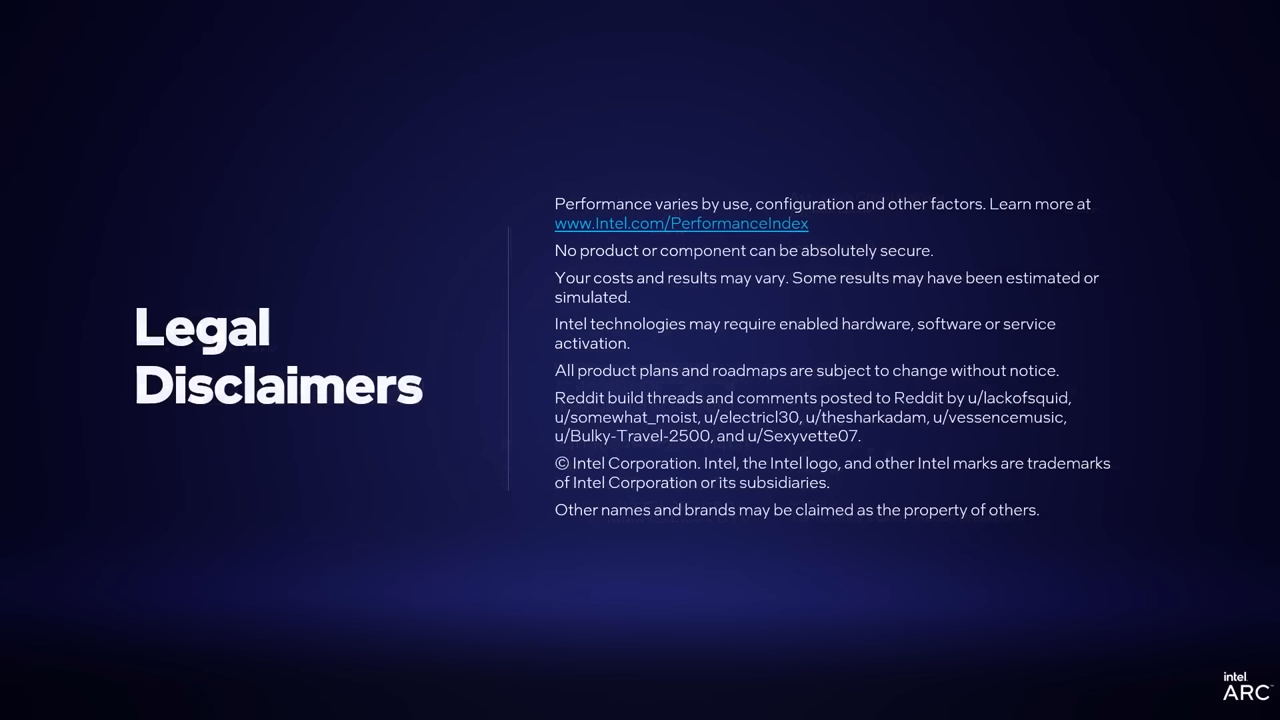 Legal
Disclaimers
Performance varies by use, configuration and other factors. Learn more at
www.Intel.com/PerformanceIndex
No product or component can be absolutely secure.
Your costs and results may vary. Some results may have been estimated or
simulated.
Intel technologies may require enabled hardware, software or service
activation.
All product plans and roadmaps are subject to change without notice.
Reddit build threads and comments posted to Reddit by u/lackofsquid,
u/somewhat_moist, u/electricl30, u/thesharkadam, u/vessencemusic,
u/Bulky-Travel-2500, and u/Sexyvette07.
© Intel Corporation. Intel, the Intel logo, and other Intel marks are trademarks
of Intel Corporation or its subsidiaries.
Other names and brands may be claimed as the property of others.
intel
ARC